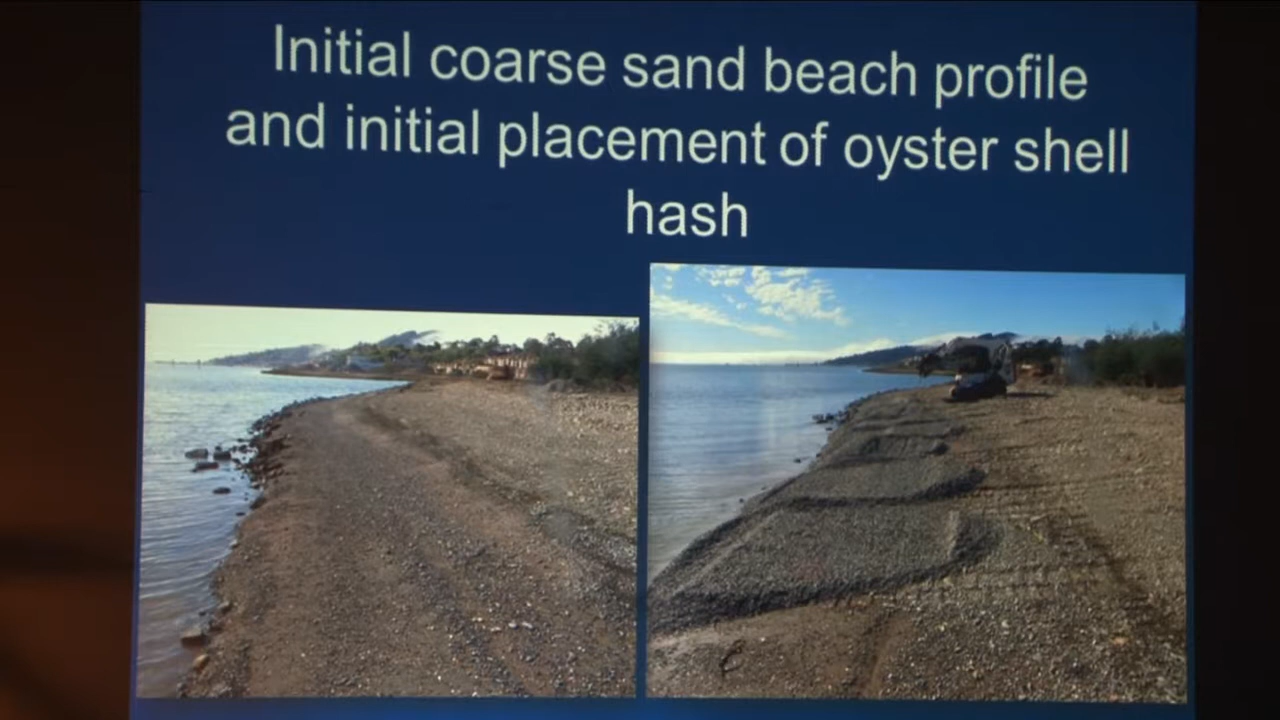 Initial coarse sand beach profile
and initial placement of oyster shell
hash